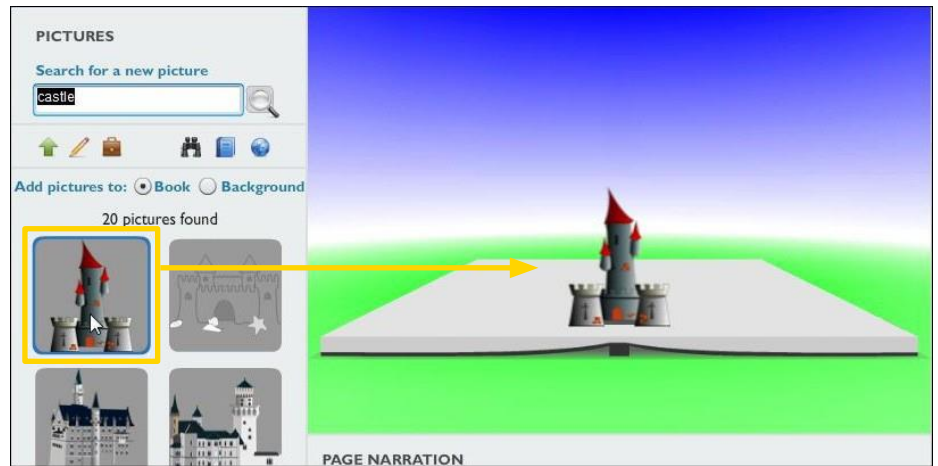 PICTURES
Search for a new picture
castle
Add pictures to: Book Background
20 pictures found
PAGE NARRATION